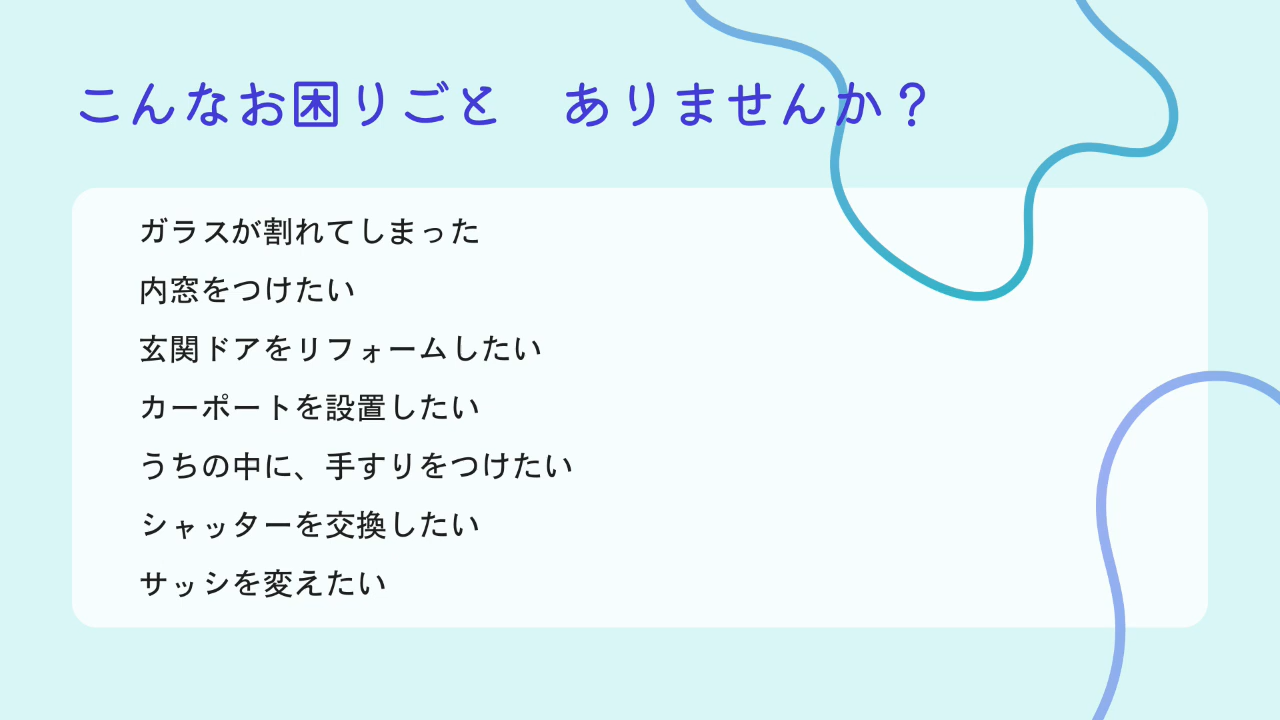 こんなお困りごと　ありませんか？
ガラスが割れてしまった
内窓をつけたい
玄関ドアをリフォームしたい
カーポートを設置したい
うちの中に、手すりをつけたい
シャッターを交換したい
サッシを変えたい